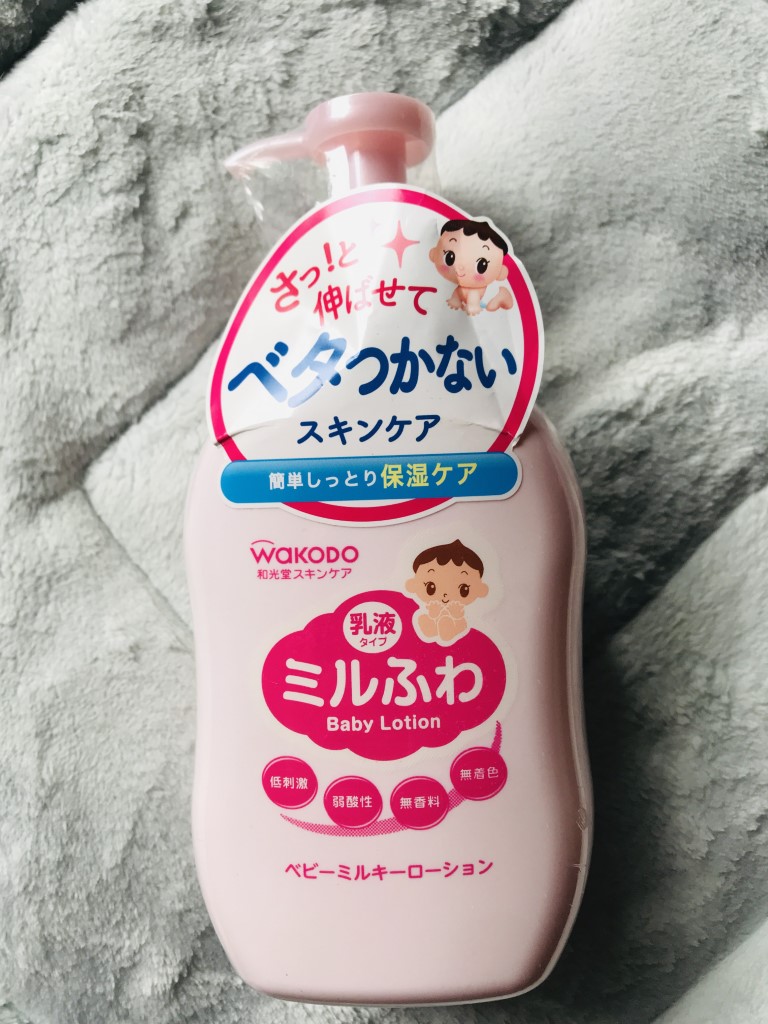 さっ!と
伸ばせて
ベタつかない
スキンケア
簡単しっとり保湿ケア
WAKODO
和光堂スキンケア
乳液
タイプ
ミルふわ
Baby Lotion
低刺激
弱酸性
無香料
無着色
ベビーミルキーローション